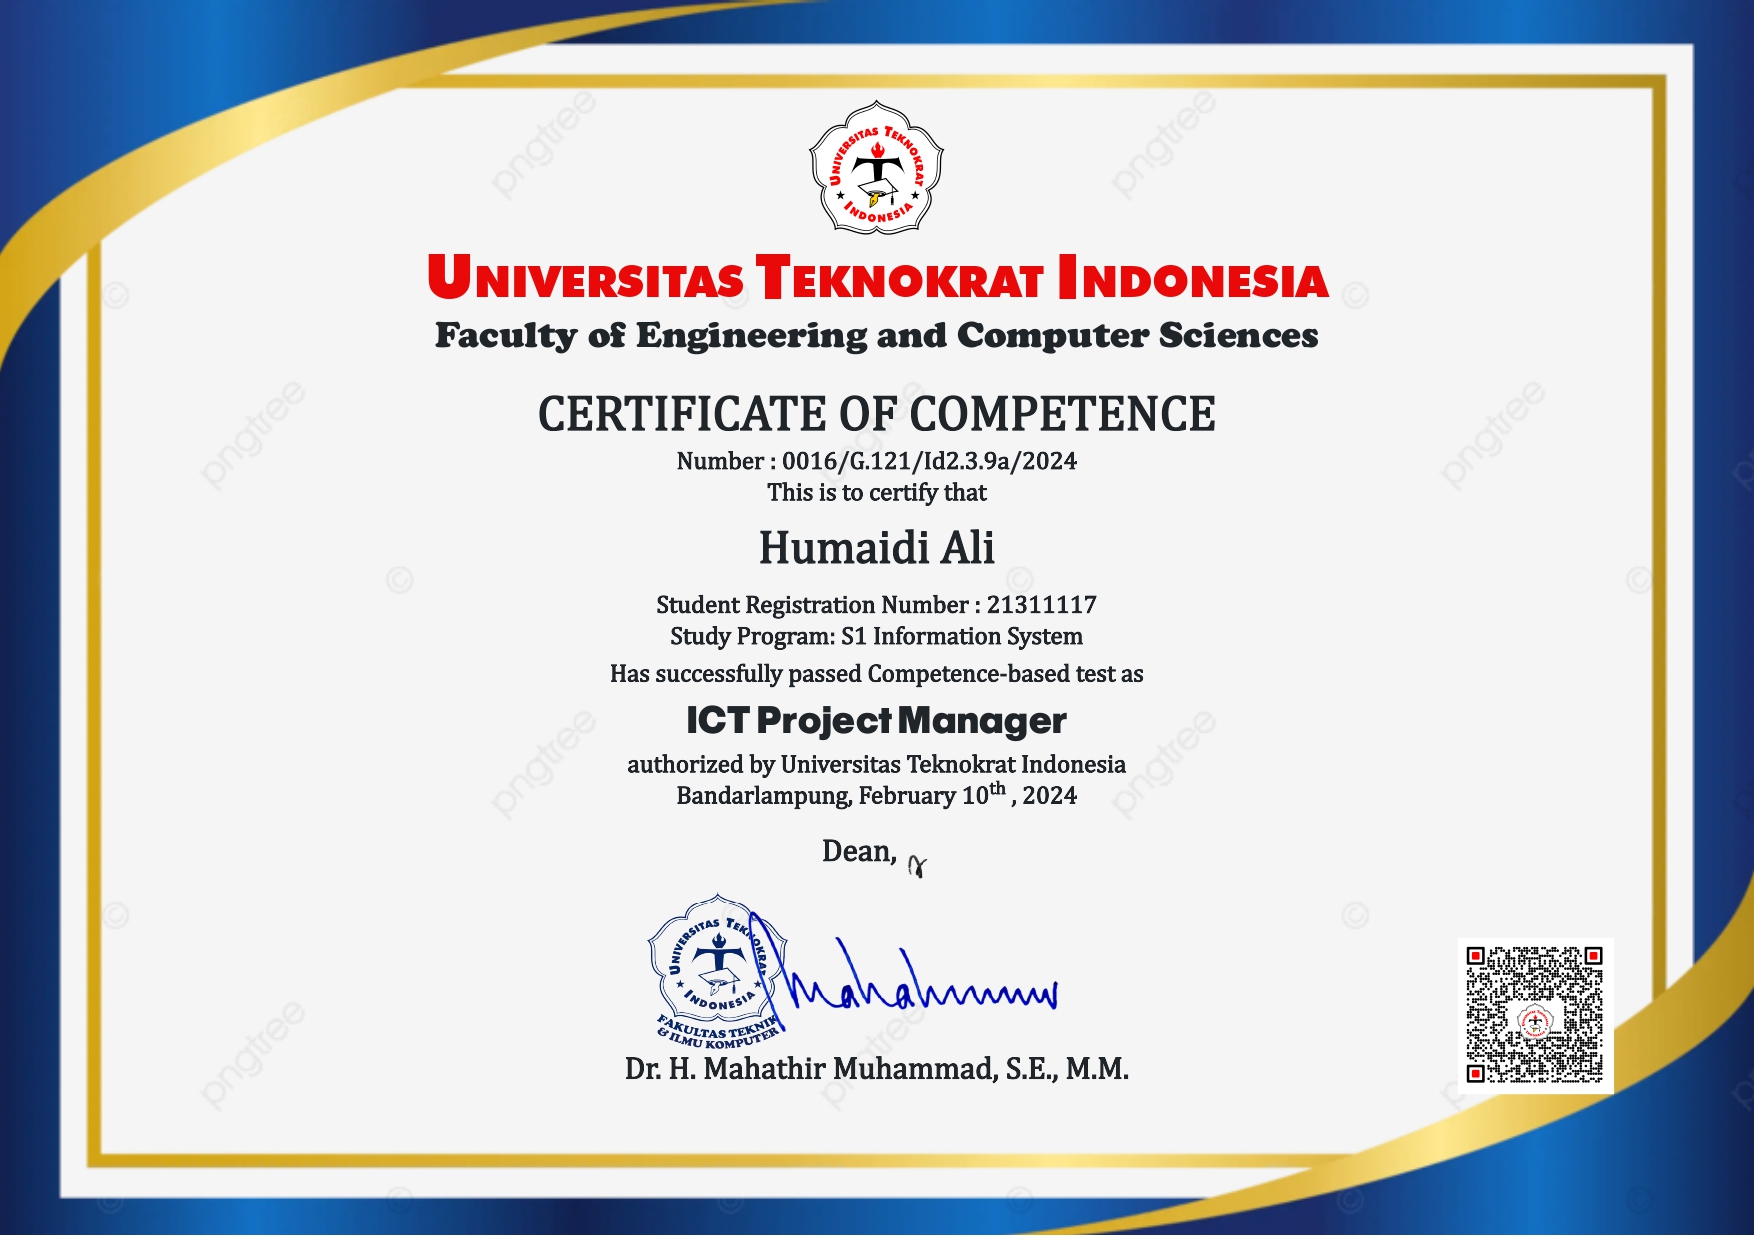 UNIVERSITAS TEKNOKRAT
INDONESIA
UNIVERSITAS TEKNOKRAT INDONESIA
Faculty of Engineering and Computer Sciences
CERTIFICATE OF COMPETENCE
Number : 0016/G.121/Id2.3.9a/2024
This is to certify that
Humaidi Ali
Student Registration Number : 21311117
Study Program: S1 Information System
Has successfully passed Competence-based test as
ICT Project Manager
authorized by Universitas Teknokrat Indonesia
Bandarlampung, February 10th , 2024
Dean,
UNIVERSITAS TEKNOKRAT
INDONESIA
FAKULTAS TEKNIK
& ILMU KOMPUTER
Dr. H. Mahathir Muhammad, S.E., M.M.
pngtree
pngtree
pngtree
pngtree
pngtree
pngtree
pngtree
pngtree
pngtree